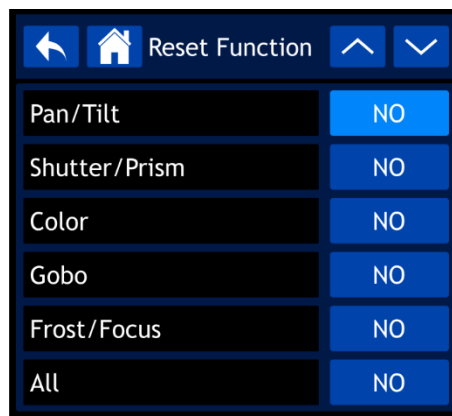 Reset Function
Pan/Tilt NO
Shutter/Prism NO
Color NO
Gobo NO
Frost/Focus NO
All NO